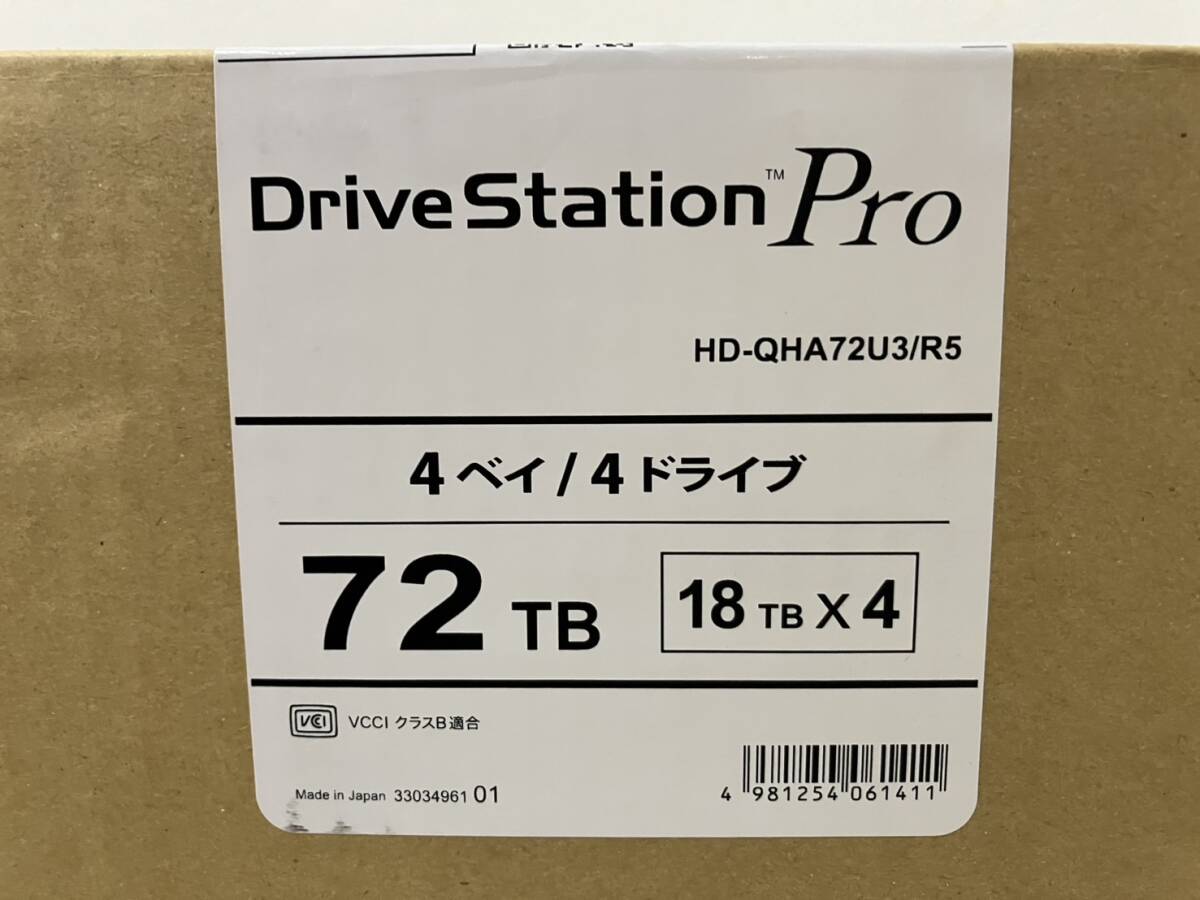 DriveStation™ Pro
HD-QHA72U3/R5
4ベイ/4ドライブ
72 TB
18 TB X 4
VCCI VCCI クラスB適合
Made in Japan 33034961 01
4 981254 061411